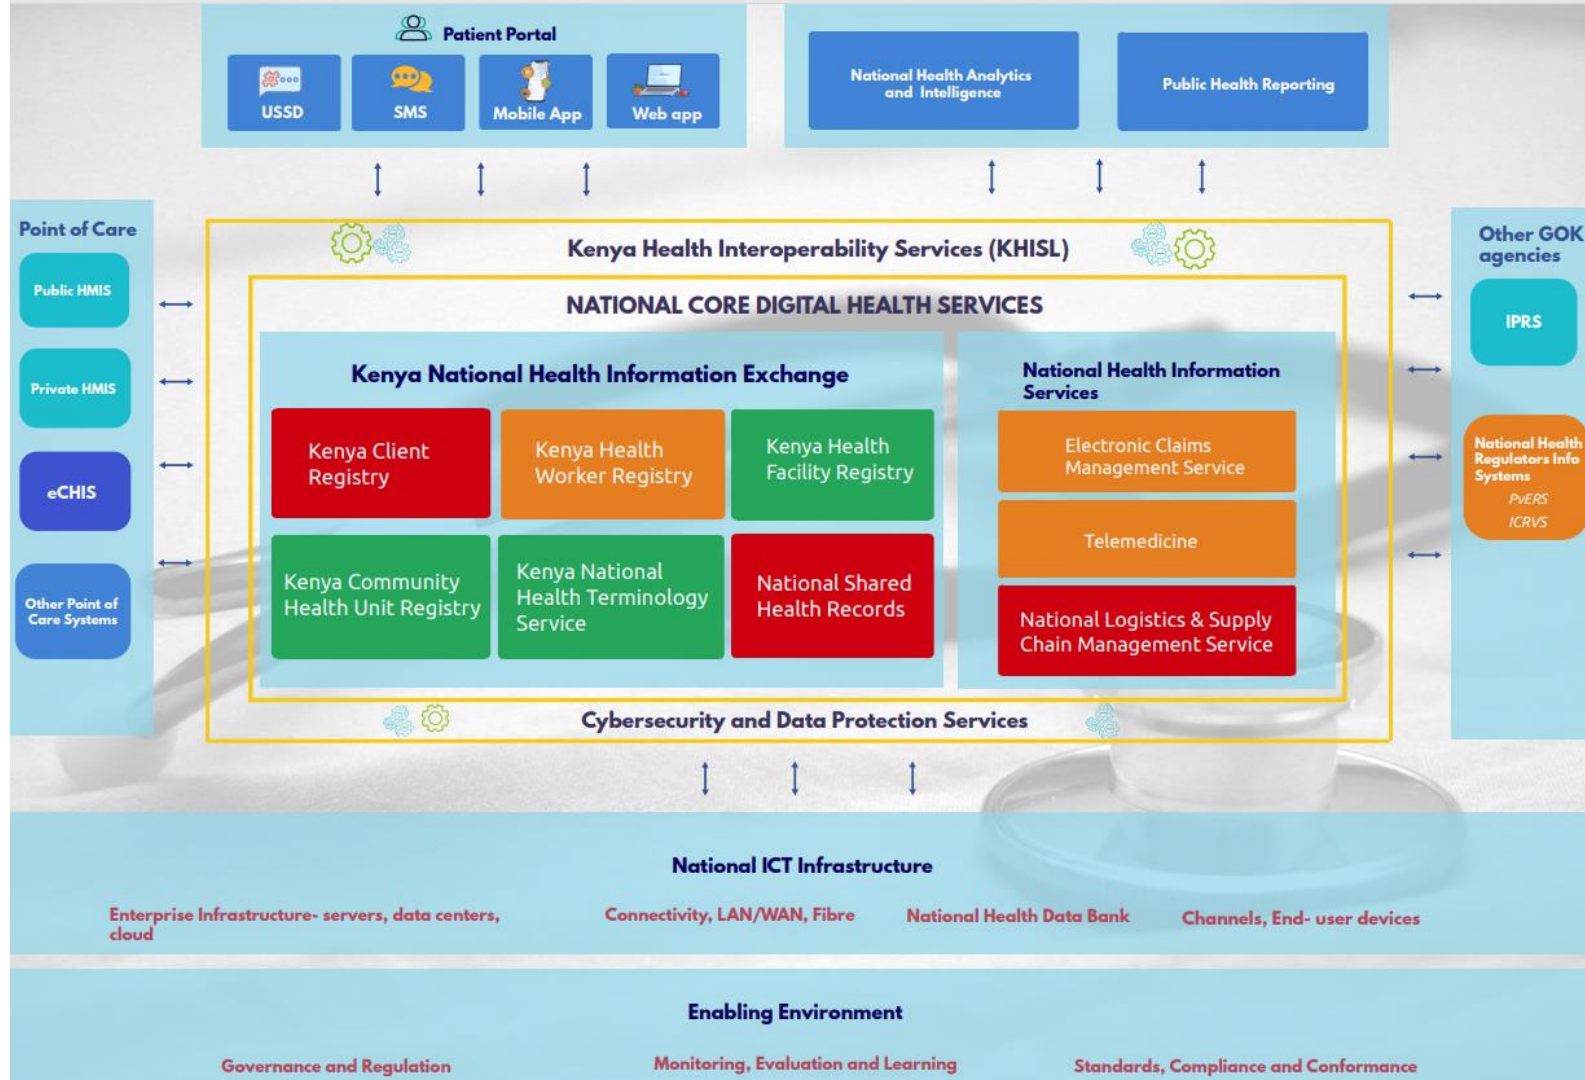 Patient Portal
USSD
SMS
Mobile App
Web app
National Health Analytics
and Intelligence
Public Health Reporting
Point of Care
Public HMIS
Private HMIS
eCHIS
Other Point of
Care Systems
Kenya Health Interoperability Services (KHISL)
NATIONAL CORE DIGITAL HEALTH SERVICES
Kenya National Health Information Exchange
Kenya Client
Registry
Kenya Health
Worker Registry
Kenya Health
Facility Registry
Kenya Community
Health Unit Registry
Kenya National
Health Terminology
Service
National Shared
Health Records
National Health Information
Services
Electronic Claims
Management Service
Telemedicine
National Logistics & Supply
Chain Management Service
Cybersecurity and Data Protection Services
Other GOK
agencies
IPRS
National Health
Regulators Info
Systems
PvERS
ICRVS
National ICT Infrastructure
Enterprise Infrastructure- servers, data centers,
cloud
Connectivity, LAN/WAN, Fibre
National Health Data Bank
Channels, End- user devices
Enabling Environment
Governance and Regulation
Monitoring, Evaluation and Learning
Standards, Compliance and Conformance